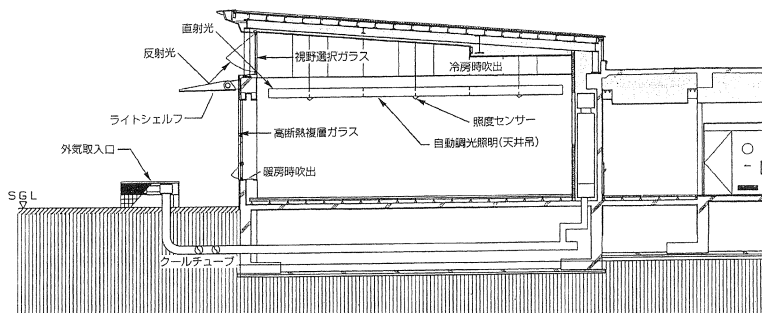 直射光
反射光
視野選択ガラス
冷房時吹出
ライトシェルフ
照度センサー
高断熱複層ガラス
自動調光照明(天井吊)
外気取入口
暖房時吹出
SGL
クールチューブ